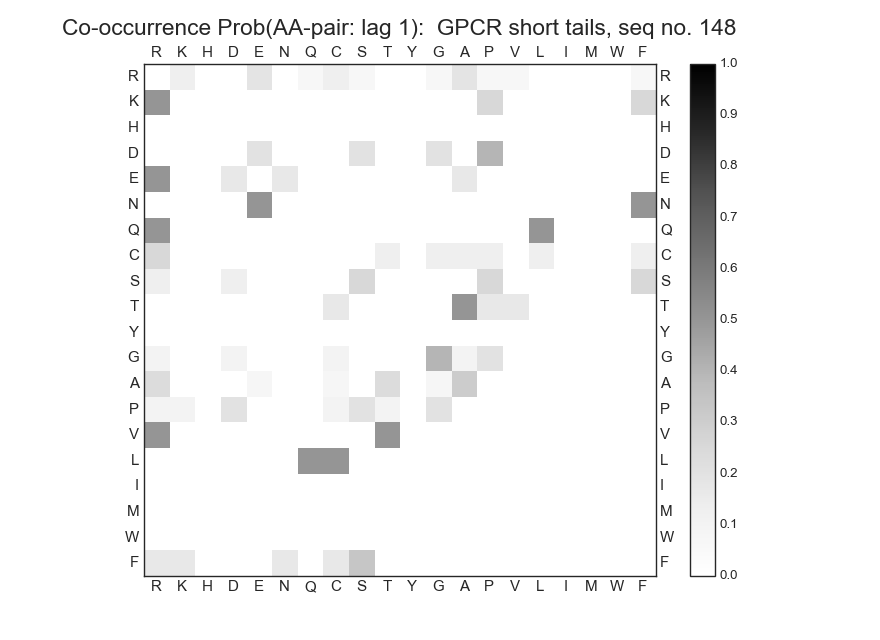 Co-occurrence Prob(AA-pair: lag 1):  GPCR short tails, seq no. 148
R K H D E N Q C S T Y G A P V L I M W F
R R 1.0
K K
0.9
H H
D D 0.8
E E
N N 0.7
Q Q
0.6
C C
S S
T T 0.5
Y Y
G G 0.4
A A
P P 0.3
V V
L L 0.2
I I
M M 0.1
W W
F F
0.0
R K H D E N Q C S T Y G A P V L I M W F